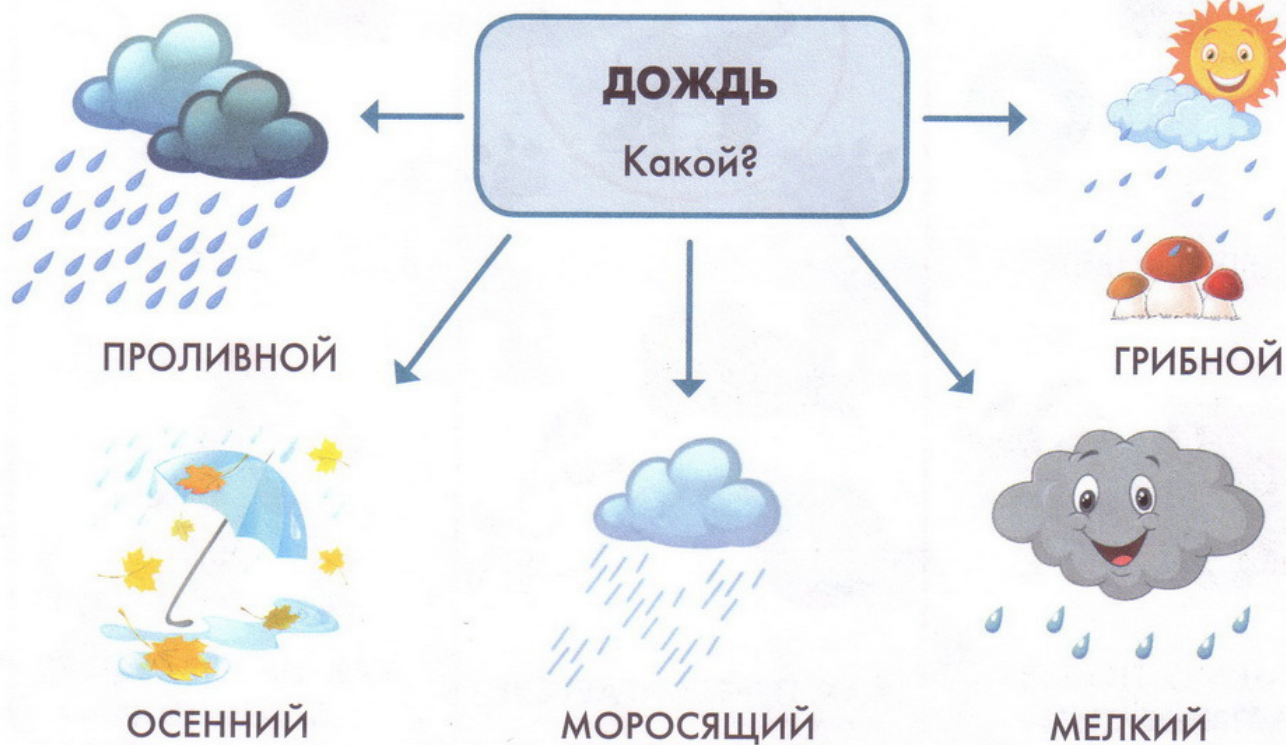 ДОЖДЬ
Какой?
ПРОЛИВНОЙ
ГРИБНОЙ
ОСЕННИЙ
МОРОСЯЩИЙ
МЕЛКИЙ